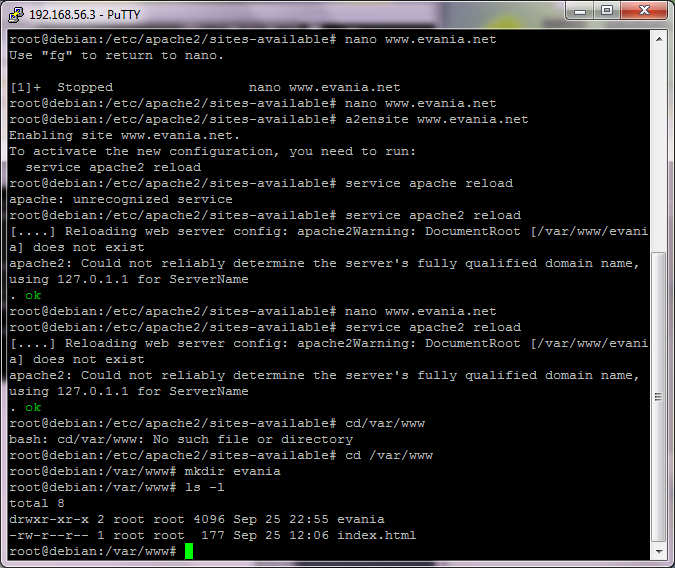 192.168.56.3 - PuTTY
root@debian:/etc/apache2/sites-available# nano www.evania.net
Use "fg" to return to nano.
[1]+  Stopped                 nano www.evania.net
root@debian:/etc/apache2/sites-available# nano www.evania.net
root@debian:/etc/apache2/sites-available# a2ensite www.evania.net
Enabling site www.evania.net.
To activate the new configuration, you need to run:
  service apache2 reload
root@debian:/etc/apache2/sites-available# service apache reload
apache: unrecognized service
root@debian:/etc/apache2/sites-available# service apache2 reload
[....] Reloading web server config: apache2Warning: DocumentRoot [/var/www/evani
a] does not exist
apache2: Could not reliably determine the server's fully qualified domain name,
using 127.0.1.1 for ServerName
. ok
root@debian:/etc/apache2/sites-available# nano www.evania.net
root@debian:/etc/apache2/sites-available# service apache2 reload
[....] Reloading web server config: apache2Warning: DocumentRoot [/var/www/evani
a] does not exist
apache2: Could not reliably determine the server's fully qualified domain name,
using 127.0.1.1 for ServerName
. ok
root@debian:/etc/apache2/sites-available# cd/var/www
bash: cd/var/www: No such file or directory
root@debian:/etc/apache2/sites-available# cd /var/www
root@debian:/var/www# mkdir evania
root@debian:/var/www# ls -l
total 8
drwxr-xr-x 2 root root 4096 Sep 25 22:55 evania
-rw-r--r-- 1 root root  177 Sep 25 12:06 index.html
root@debian:/var/www#